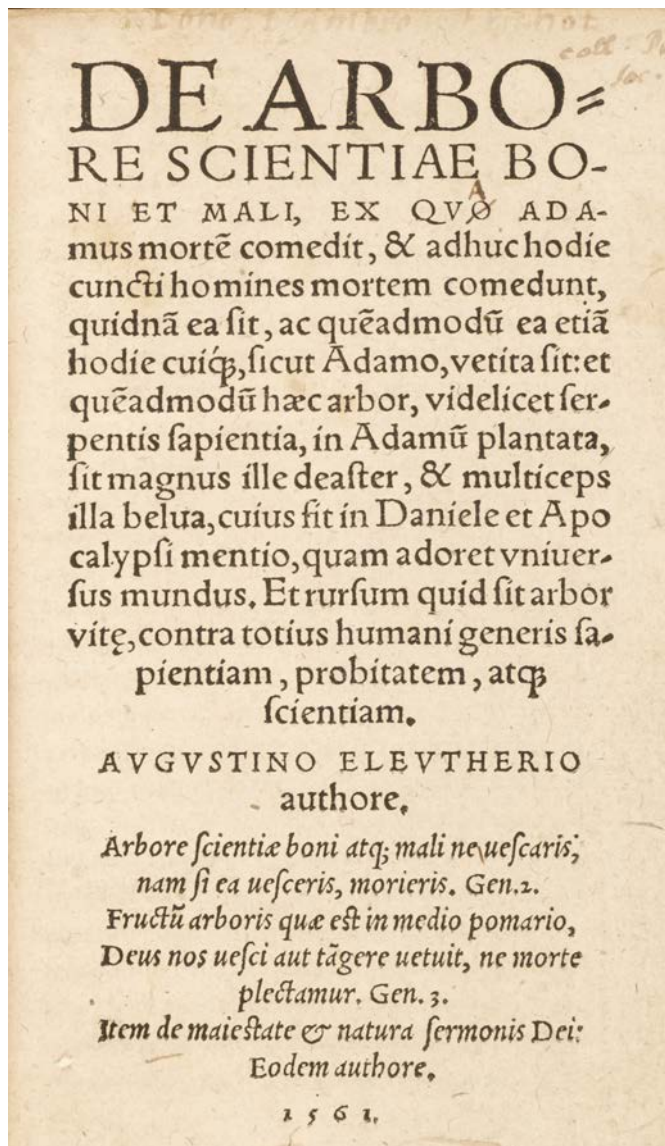 DE ARBO=
RE SCIENTIAE BO-
NI ET MALI, EX QVO ADA-
A
mus mortē comedit, & adhuc hodie
cuncti homines mortem comedunt,
quidnā ea sit, ac quēadmodū ea etiā
hodie cuiq́;, sicut Adamo, vetita sit: et
quēadmodū hæc arbor, videlicet ser-
pentis sapientia, in Adamū plantata,
sit magnus ille deaster, & multiceps
illa belua, cuius fit in Daniele et Apo
calypsi mentio, quam adoret vniuer-
sus mundus. Et rursum quid sit arbor
vitę, contra totius humani generis sa-
pientiam, probitatem, atq;
scientiam.
AVGVSTINO ELEVTHERIO
authore.
Arbore scientiæ boni atq; mali ne uescaris;
nam si ea uesceris, morieris. Gen.2.
Fructū arboris quæ est in medio pomario,
Deus nos uesci aut tāgere uetuit, ne morte
plectamur. Gen. 3.
Item de maiestate & natura sermonis Dei:
Eodem authore.
1561.